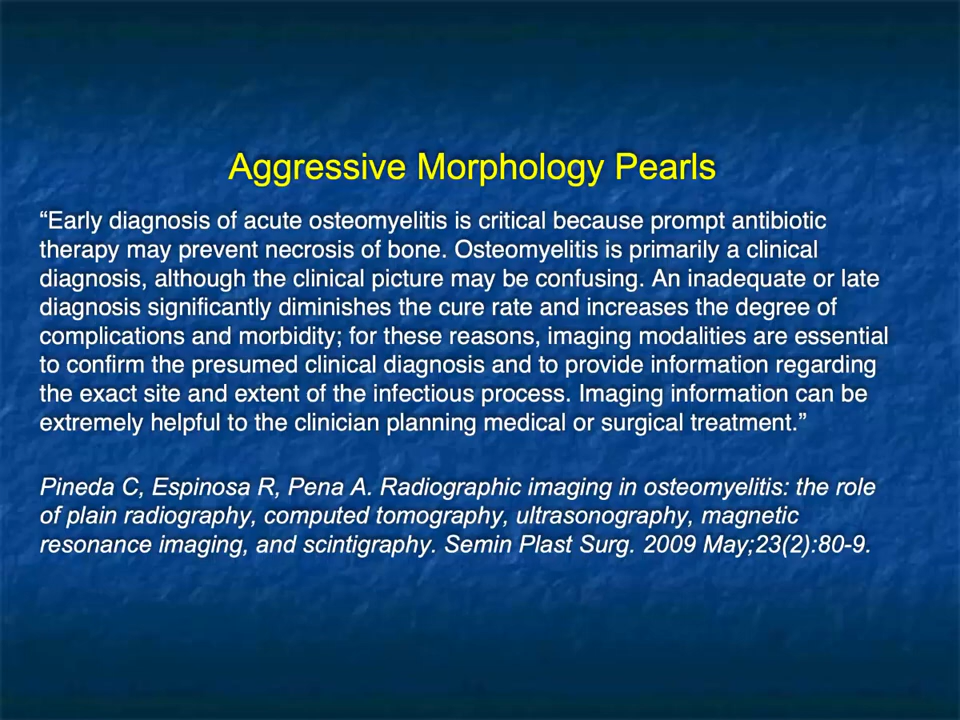 Aggressive Morphology Pearls
“Early diagnosis of acute osteomyelitis is critical because prompt antibiotic
therapy may prevent necrosis of bone. Osteomyelitis is primarily a clinical
diagnosis, although the clinical picture may be confusing. An inadequate or late
diagnosis significantly diminishes the cure rate and increases the degree of
complications and morbidity; for these reasons, imaging modalities are essential
to confirm the presumed clinical diagnosis and to provide information regarding
the exact site and extent of the infectious process. Imaging information can be
extremely helpful to the clinician planning medical or surgical treatment.”
Pineda C, Espinosa R, Pena A. Radiographic imaging in osteomyelitis: the role
of plain radiography, computed tomography, ultrasonography, magnetic
resonance imaging, and scintigraphy. Semin Plast Surg. 2009 May;23(2):80-9.